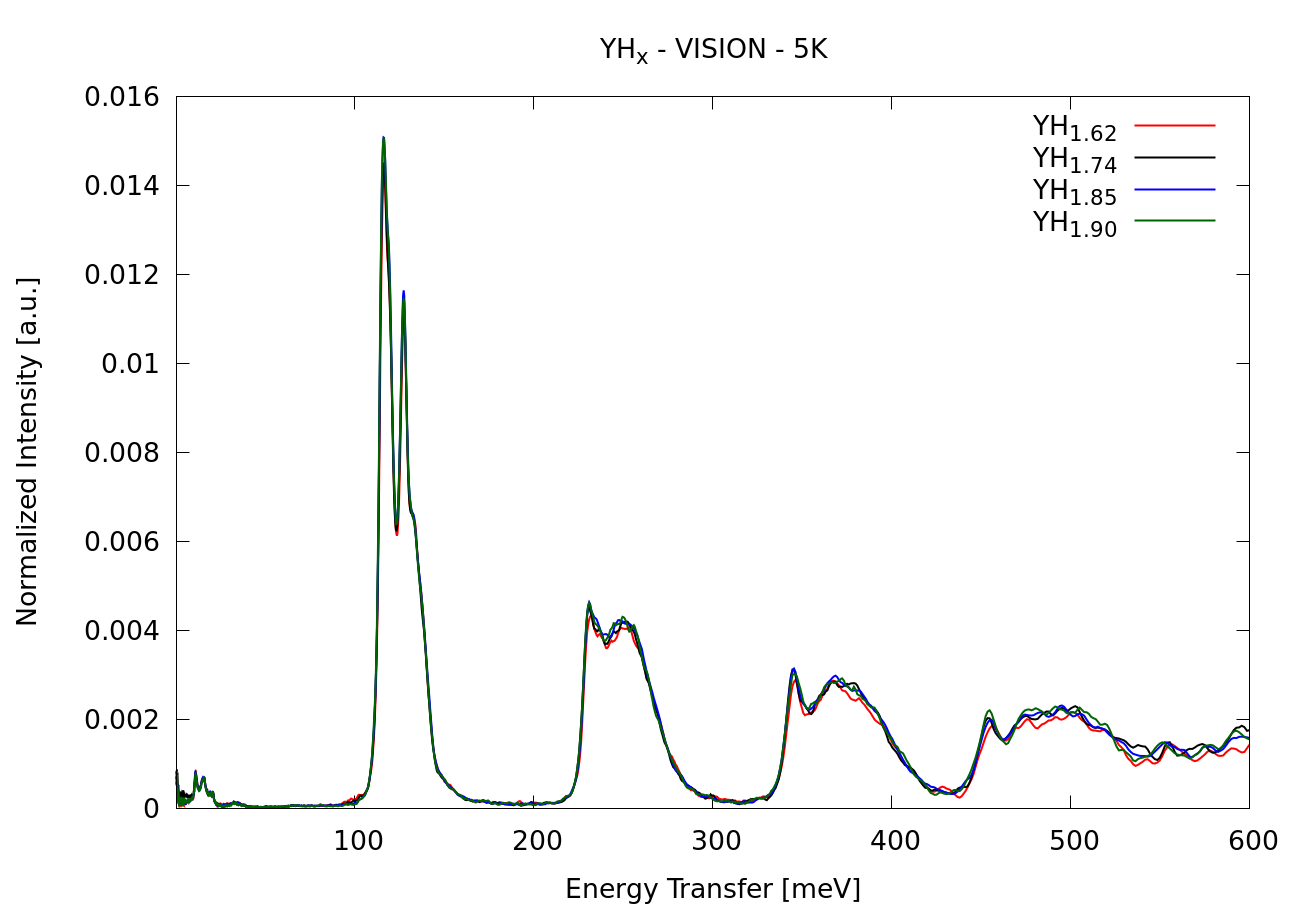 YHx - VISION - 5K
0.016
0.014
0.012
0.01
0.008
0.006
0.004
0.002
0
Normalized Intensity [a.u.]
YH1.62
YH1.74
YH1.85
YH1.90
100 200 300 400 500 600
Energy Transfer [meV]